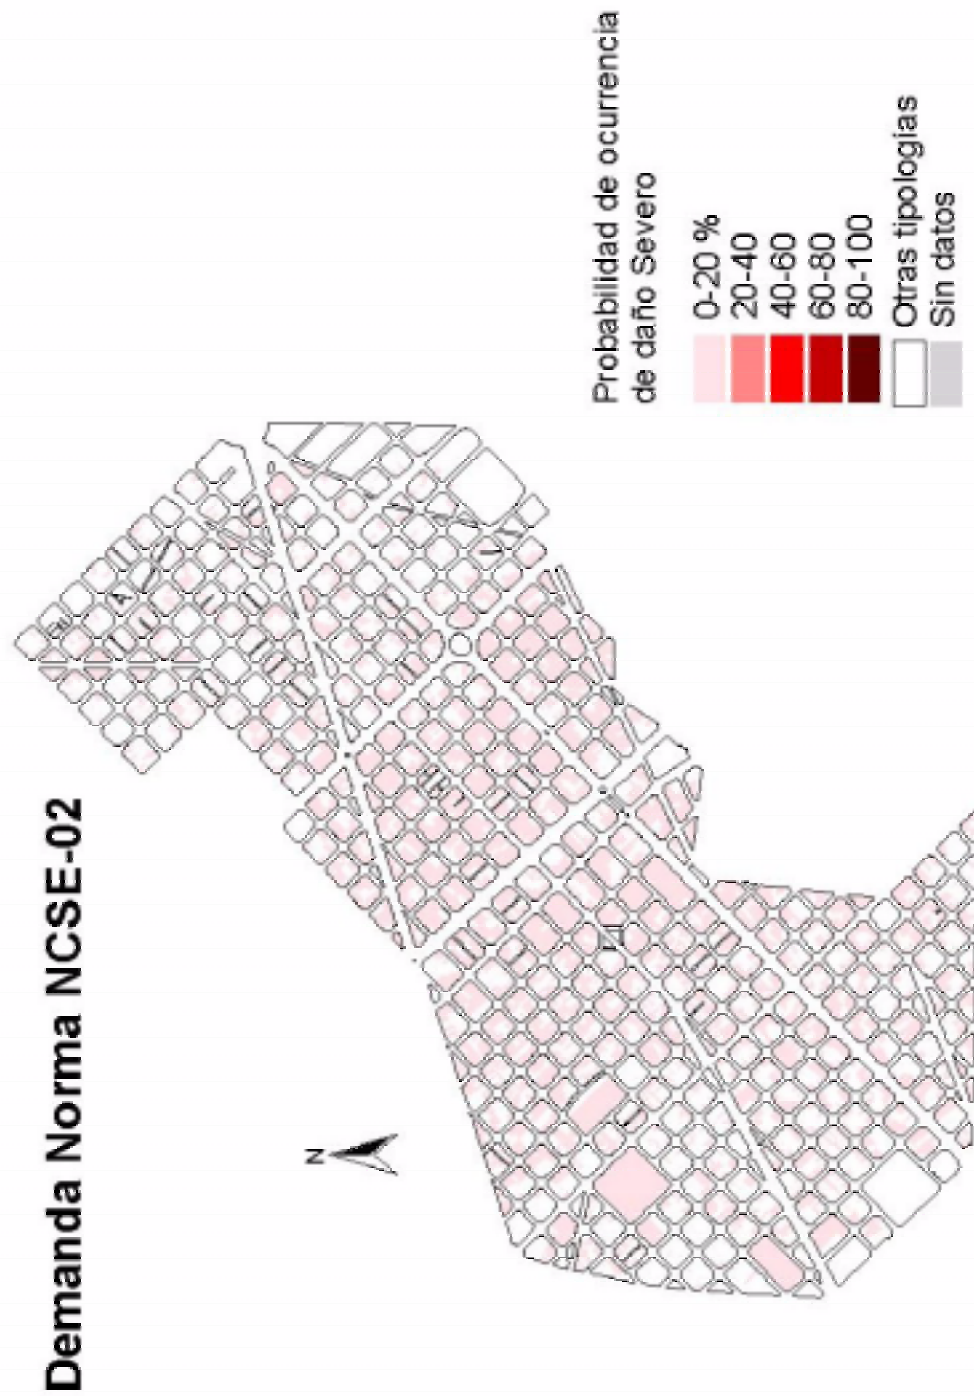 Demanda Norma NCSE-02
N
Probabilidad de ocurrencia
de daño Severo
0-20 %
20-40
40-60
60-80
80-100
Otras tipologías
Sin datos